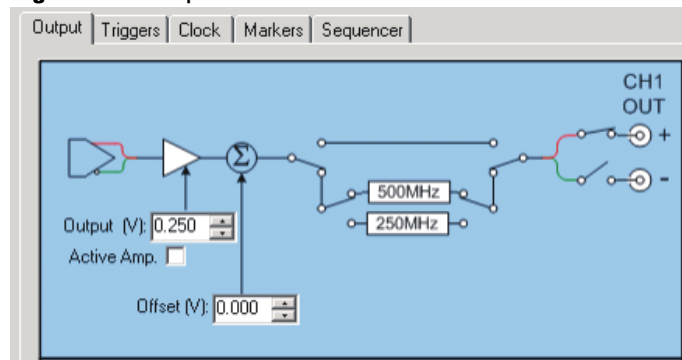 Output Triggers Clock Markers Sequencer
CH1
OUT
+
Σ
500MHz
-
250MHz
Output (V): 0.250
Active Amp.
Offset (V): 0.000